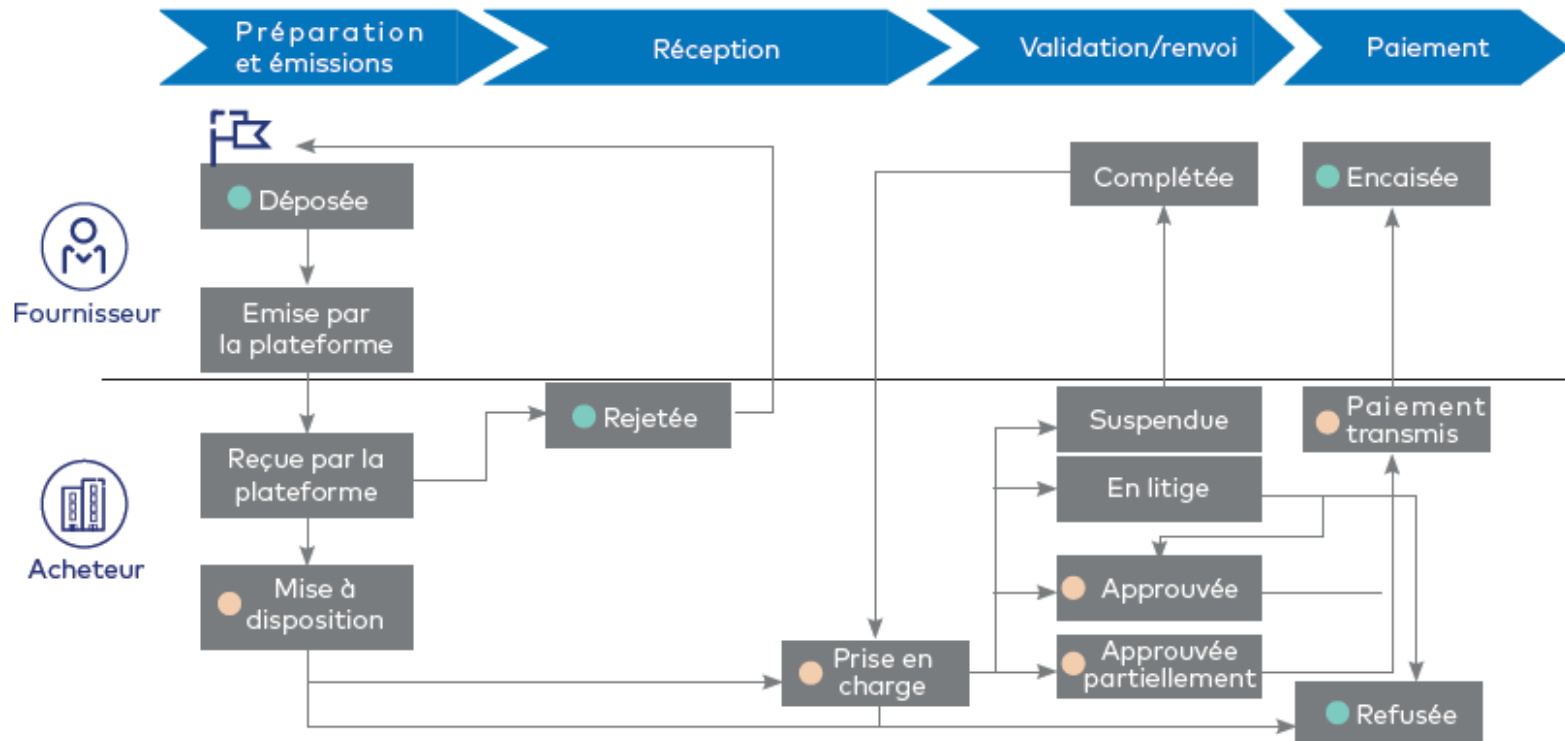 Préparation
et émissions
Réception
Validation/renvoi
Paiement
Déposée
Complétée
Encaisée
Fournisseur
Emise par
la plateforme
Rejetée
Suspendue
Paiement
transmis
Reçue par la
plateforme
En litige
Acheteur
Mise à
disposition
Approuvée
Prise en
charge
Approuvée
partiellement
Refusée